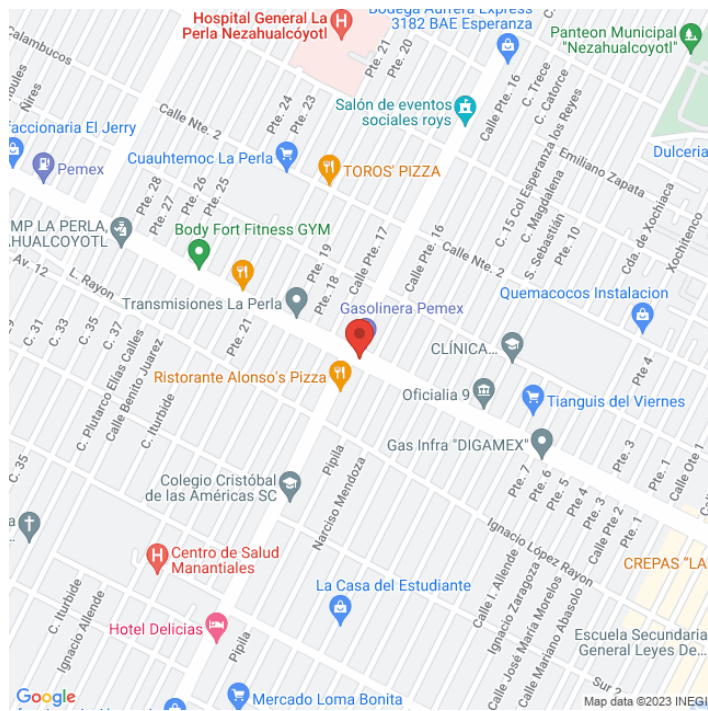 Hospital General La
Perla Nezahualcóyotl
Bodega Aurrera Express
3182 BAE Esperanza
Panteon Municipal
"Nezahualcoyotl"
Calambucos
Pte. 21
Pte. 20
Calle Pte. 16
C. Trece
C. Catorce
Ñires
Pte. 24
Pte. 23
Salón de eventos
sociales roys
Calle Nte. 2
faccionaria El Jerry
Cuauhtemoc La Perla
TOROS' PIZZA
Emiliano Zapata
Dulceria
Pemex
Pte. 28
Pte. 27
Pte. 26
Pte. 25
C. 15 Col Esperanza los Reyes
C. Magdalena
S. Sebastián
Pte. 10
Cda. de Xochiaca
Xochitenco
MP LA PERLA,
AHUALCOYOTL
Body Fort Fitness GYM
Pte. 19
Pte. 18
Calle Pte. 17
Calle Pte. 16
Calle Nte. 2
Av. 12
L. Rayon
Transmisiones La Perla
Gasolinera Pemex
Quemacocos Instalacion
C. 31
C. 33
C. 35
C. 37
Pte. 21
CLÍNICA...
Pte 4
C. Plutarco Elías Calles
Calle Benito Juarez
C. Iturbide
Ristorante Alonso's Pizza
Oficialia 9
Tianguis del Viernes
Gas Infra "DIGAMEX"
C. 35
Pipila
Narciso Mendoza
Pte. 7
Pte. 6
Pte. 5
Pte 4
Pte. 3
Calle Pte 2
Pte. 1
Pte. 3
Pte. 1
Calle Ote 1
Colegio Cristóbal
de las Américas SC
Ignacio López Rayon
Centro de Salud
Manantiales
CREPAS "LA
La Casa del Estudiante
C. Iturbide
Ignacio Allende
Calle I. Allende
Ignacio Zaragoza
Calle José María Morelos
Calle Mariano Abasolo
Hotel Delicias
Pipila
Escuela Secundaria
General Leyes De...
Sur 2
Google
Mercado Loma Bonita
Map data ©2023 INEGI